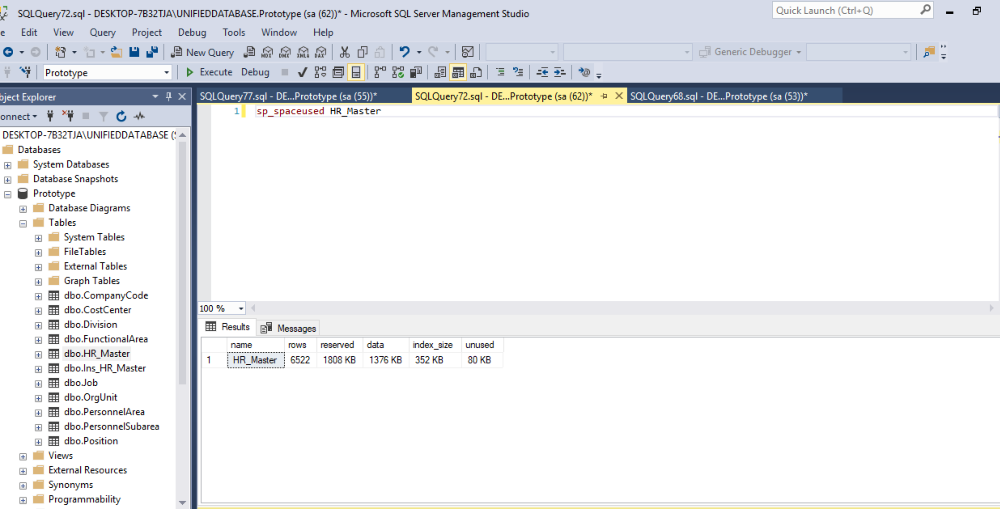 SQLQuery72.sql - DESKTOP-7B32TJA\UNIFIEDDATABASE.Prototype (sa (62))* - Microsoft SQL Server Management Studio
Quick Launch (Ctrl+Q)
e Edit View Query Project Debug Tools Window Help
New Query MDX DMX XMLA DAX Generic Debugger
Prototype Execute Debug
bject Explorer
SQLQuery77.sql - DE...Prototype (sa (55))* SQLQuery72.sql - DE...Prototype (sa (62))* SQLQuery68.sql - DE...Prototype (sa (53))*
onnect
1 sp_spaceused HR_Master
DESKTOP-7B32TJA\UNIFIEDDATABASE (
Databases
System Databases
Database Snapshots
Prototype
Database Diagrams
Tables
System Tables
FileTables
External Tables
Graph Tables
dbo.CompanyCode
dbo.CostCenter
dbo.Division
dbo.FunctionalArea
dbo.HR_Master
dbo.Ins_HR_Master
dbo.Job
dbo.OrgUnit
dbo.PersonnelArea
dbo.PersonnelSubarea
dbo.Position
Views
External Resources
Synonyms
Programmability
100 %
Results Messages
name rows reserved data index_size unused
1 HR_Master 6522 1808 KB 1376 KB 352 KB 80 KB